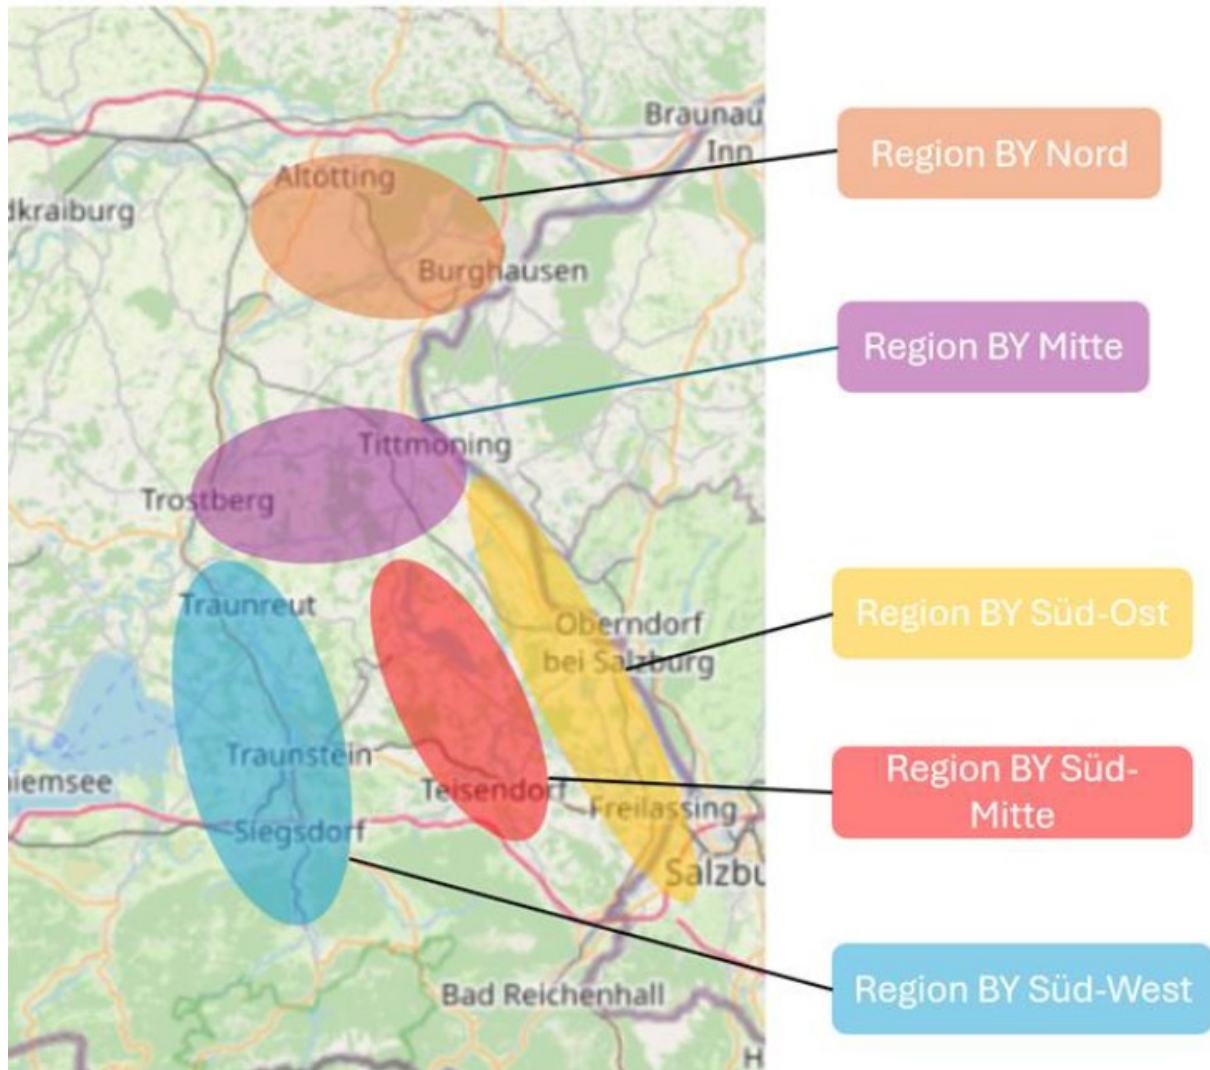 Braunau
Inn
Altötting
dkraiburg
Burghausen
Tittmoning
Trostberg
Traunreut
Oberndorf
bei Salzburg
Traunstein
iemsee
Teisendorf
Freilassing
Siegsdorf
Salzbu
Bad Reichenhall
H
Region BY Nord
Region BY Mitte
Region BY Süd-Ost
Region BY Süd-
Mitte
Region BY Süd-West